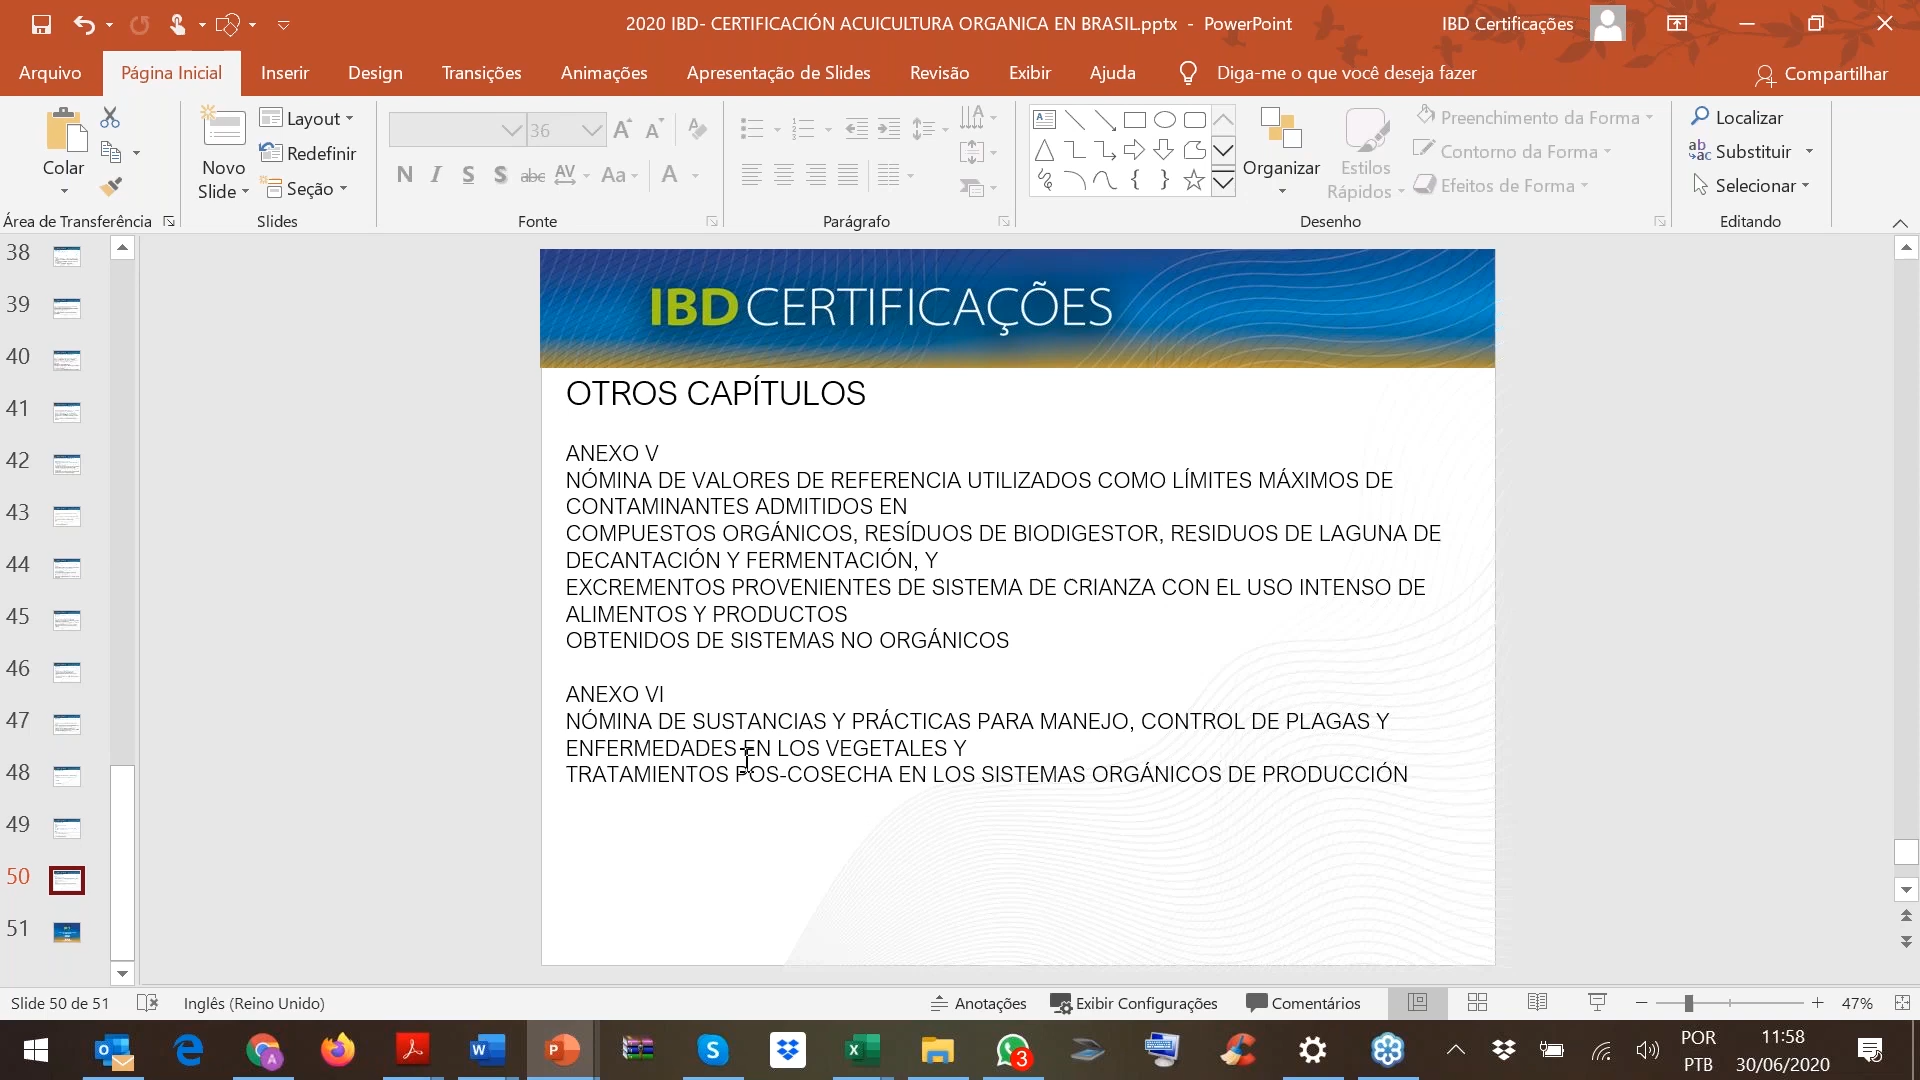 2020 IBD- CERTIFICACIÓN ACUICULTURA ORGANICA EN BRASIL.pptx - PowerPoint
IBD Certificações
Arquivo
Página Inicial
Inserir
Design
Transições
Animações
Apresentação de Slides
Revisão
Exibir
Ajuda
Diga-me o que você deseja fazer
Compartilhar
Colar
Novo
Slide
Layout
Redefinir
Seção
36
N I S S abc AV Aa A
Organizar
Estilos
Rápidos
Preenchimento da Forma
Contorno da Forma
Efeitos de Forma
Localizar
Substituir
Selecionar
Área de Transferência
Slides
Fonte
Parágrafo
Desenho
Editando
38
39
40
41
42
43
44
45
46
47
48
49
50
51
IBD CERTIFICAÇÕES
OTROS CAPÍTULOS
ANEXO V
NÓMINA DE VALORES DE REFERENCIA UTILIZADOS COMO LÍMITES MÁXIMOS DE
CONTAMINANTES ADMITIDOS EN
COMPUESTOS ORGÁNICOS, RESÍDUOS DE BIODIGESTOR, RESIDUOS DE LAGUNA DE
DECANTACIÓN Y FERMENTACIÓN, Y
EXCREMENTOS PROVENIENTES DE SISTEMA DE CRIANZA CON EL USO INTENSO DE
ALIMENTOS Y PRODUCTOS
OBTENIDOS DE SISTEMAS NO ORGÁNICOS
ANEXO VI
NÓMINA DE SUSTANCIAS Y PRÁCTICAS PARA MANEJO, CONTROL DE PLAGAS Y
ENFERMEDADES EN LOS VEGETALES Y
TRATAMIENTOS POS-COSECHA EN LOS SISTEMAS ORGÁNICOS DE PRODUCCIÓN
Slide 50 de 51
Inglês (Reino Unido)
Anotações
Exibir Configurações
Comentários
47%
3
POR
PTB
11:58
30/06/2020